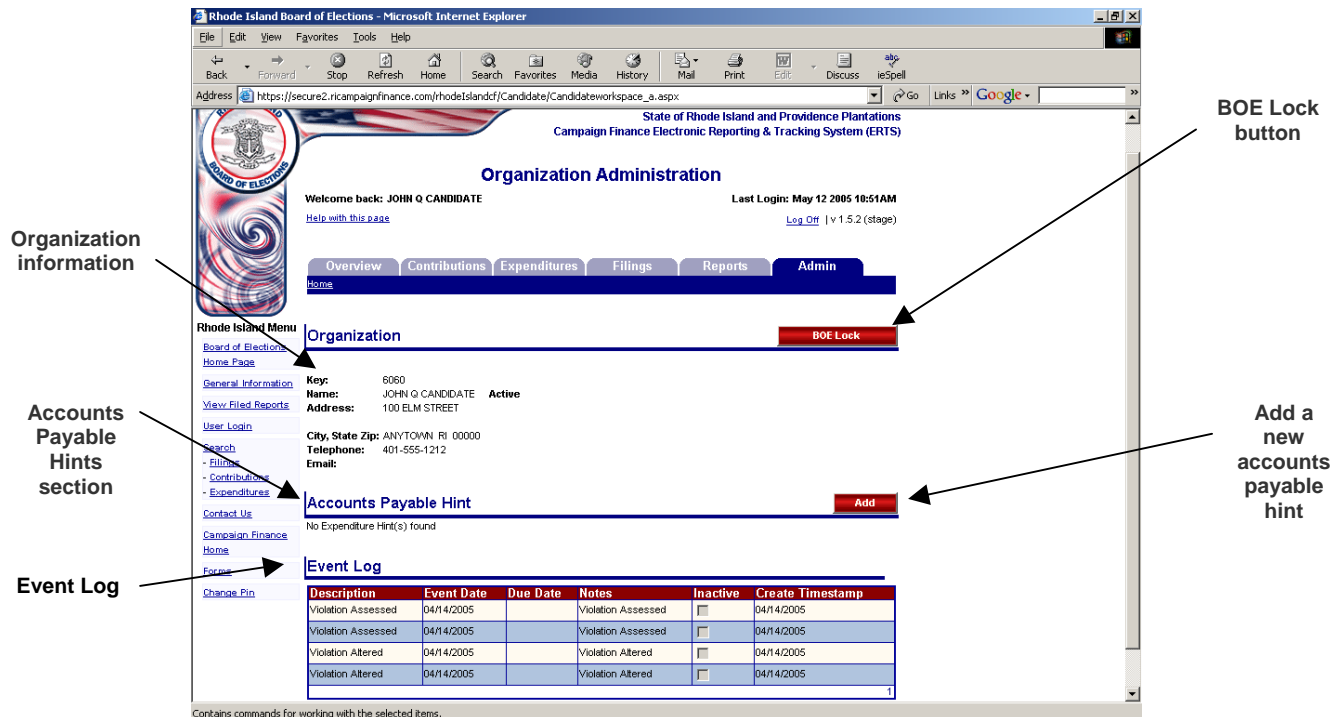 Rhode Island Board of Elections - Microsoft Internet Explorer
File Edit View Favorites Tools Help
Back Forward Stop Refresh Home Search Favorites Media History Mail Print Edit Discuss ieSpell
Address https://secure2.ricampaignfinance.com/rhodeIslandcf/Candidate/Candidateworkspace_a.aspx Go Links » Google
State of Rhode Island and Providence Plantations
Campaign Finance Electronic Reporting & Tracking System (ERTS)
BOARD OF ELECTIONS
Organization Administration
Welcome back: JOHN Q CANDIDATE Last Login: May 12 2005 10:51AM
Help with this page Log Off | v 1.5.2 (stage)
Overview Contributions Expenditures Filings Reports Admin
Home
Rhode Island Menu
Board of Elections
Home Page
General Information
View Filed Reports
User Login
Search
- Filings
- Contributions
- Expenditures
Contact Us
Campaign Finance
Home
Forms
Change Pin
Organization BOE Lock
Key: 6060
Name: JOHN Q CANDIDATE Active
Address: 100 ELM STREET
City, State Zip: ANYTOWN RI 00000
Telephone: 401-555-1212
Email:
Accounts Payable Hint Add
No Expenditure Hint(s) found
Event Log
Description Event Date Due Date Notes Inactive Create Timestamp
Violation Assessed 04/14/2005 Violation Assessed 04/14/2005
Violation Assessed 04/14/2005 Violation Assessed 04/14/2005
Violation Altered 04/14/2005 Violation Altered 04/14/2005
Violation Altered 04/14/2005 Violation Altered 04/14/2005
1
Contains commands for working with the selected items.
Organization
information
Accounts
Payable
Hints
section
Event Log
BOE Lock
button
Add a
new
accounts
payable
hint